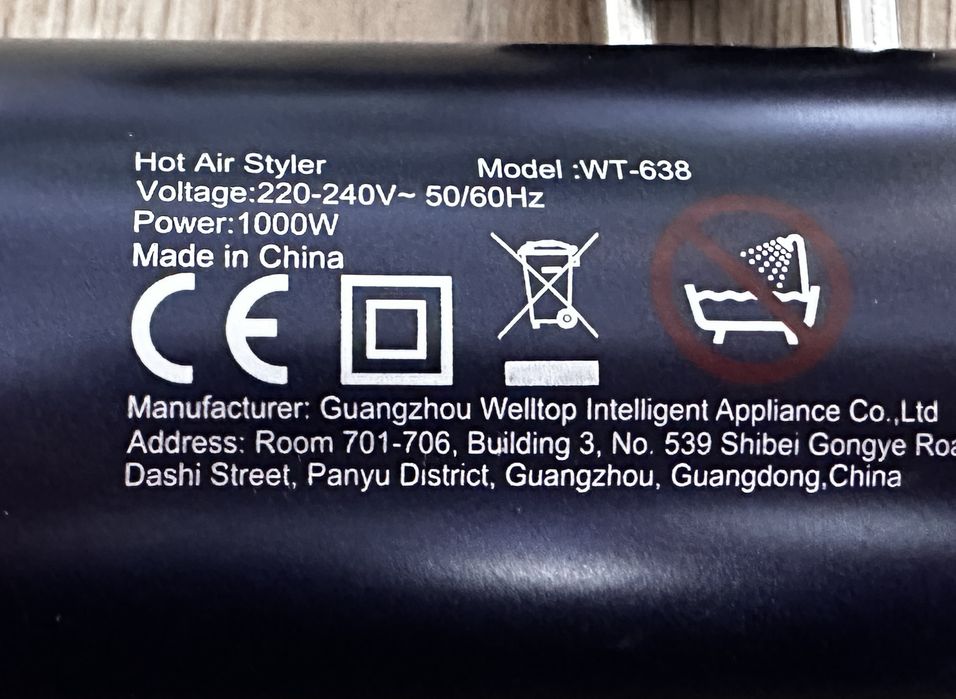 Hot Air Styler Model :WT-638
Voltage:220-240V~ 50/60Hz
Power:1000W
Made in China
CE
Manufacturer: Guangzhou Welltop Intelligent Appliance Co.,Ltd
Address: Room 701-706, Building 3, No. 539 Shibei Gongye
Dashi Street, Panyu District, Guangzhou, Guangdong,China